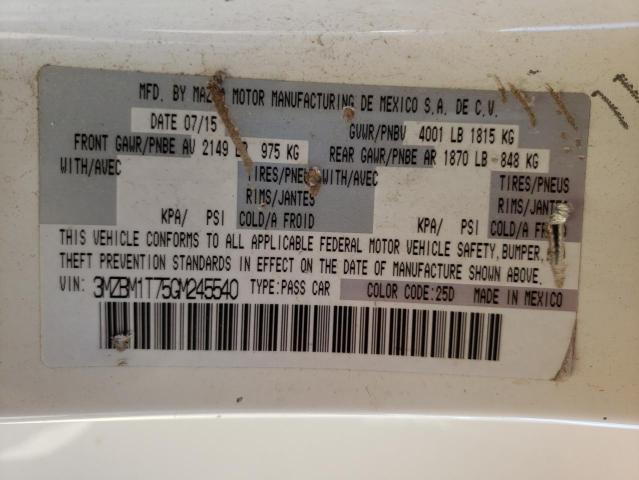 MFD. BY MAZDA MOTOR MANUFACTURING DE MEXICO S.A. DE C.V.
DATE 07/15 GVWR/PNBV 4001 LB 1815 KG
FRONT GAWR/PNBE AV 2149 LB 975 KG REAR GAWR/PNBE AR 1870 LB 848 KG
WITH/AVEC TIRES/PNEUS WITH/AVEC TIRES/PNEUS
RIMS/JANTES RIMS/JANTES
KPA/ PSI COLD/A FROID KPA/ PSI COLD/A FROID
THIS VEHICLE CONFORMS TO ALL APPLICABLE FEDERAL MOTOR VEHICLE SAFETY, BUMPER,
THEFT PREVENTION STANDARDS IN EFFECT ON THE DATE OF MANUFACTURE SHOWN ABOVE.
VIN: 3MZBM1T75GM245540 TYPE:PASS CAR COLOR CODE:25D MADE IN MEXICO